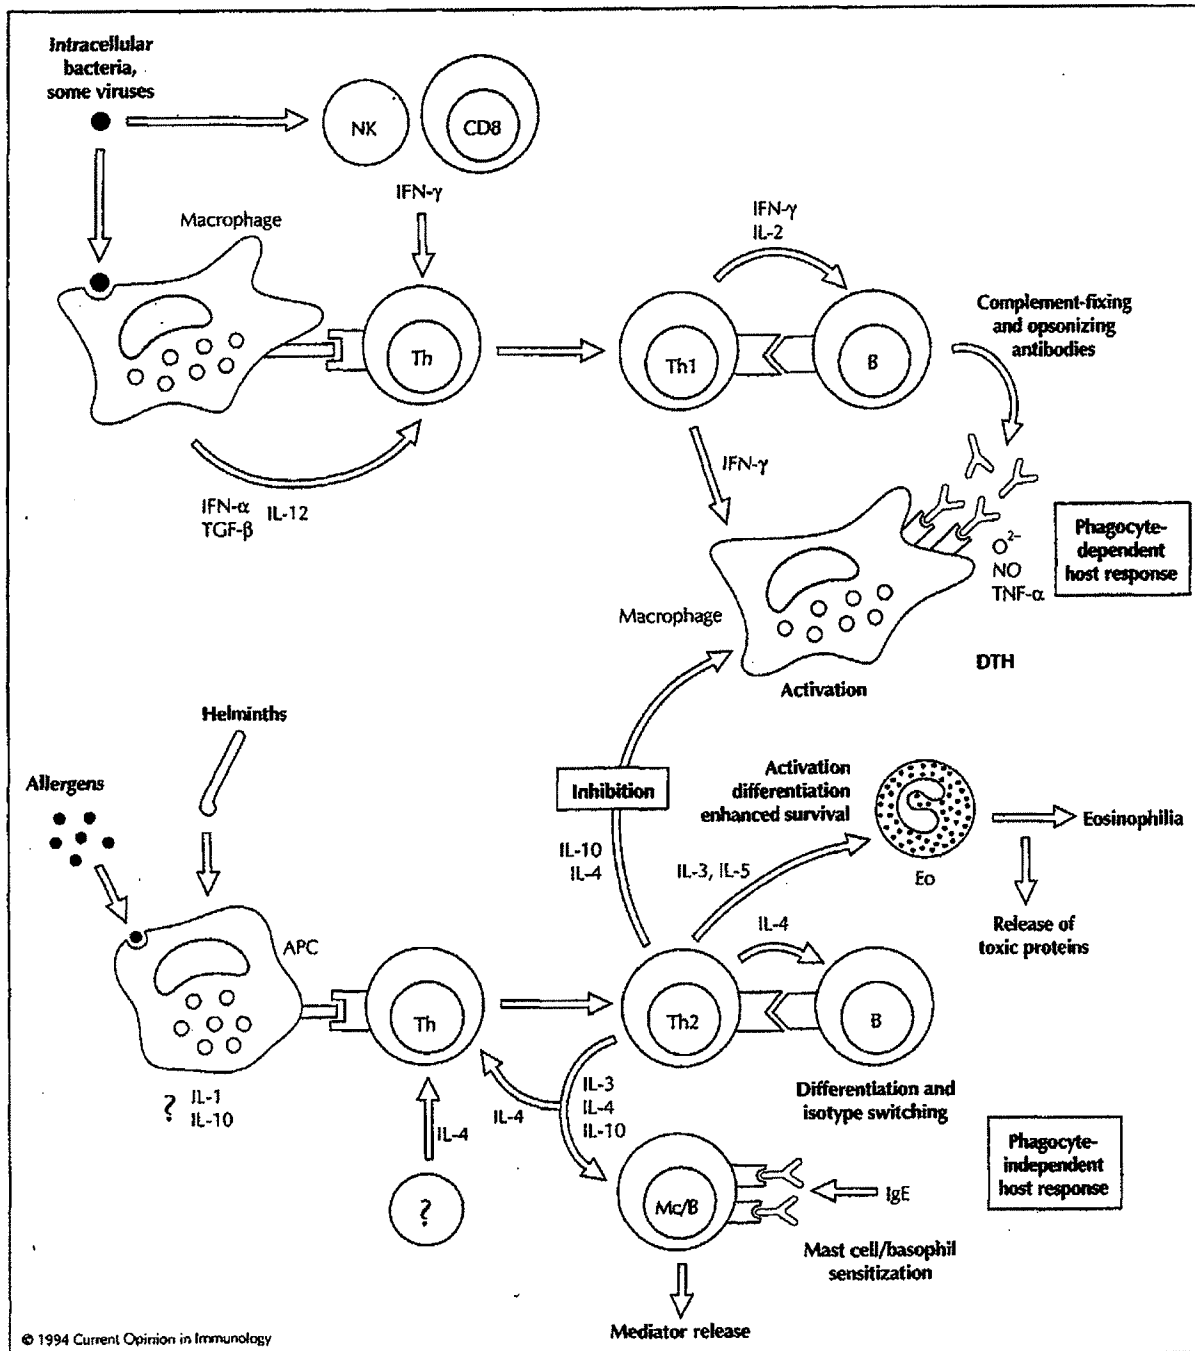 Intracellular
bacteria,
some viruses
NK
CD8
IFN-γ
Macrophage
Th
IFN-α
TGF-β
IL-12
IFN-γ
IL-2
Th1
B
Complement-fixing
and opsonizing
antibodies
IFN-γ
Macrophage
O²⁻
NO
TNF-α
Phagocyte-
dependent
host response
DTH
Activation
Helminths
Allergens
APC
? IL-1
IL-10
Th
IL-4
?
IL-4
Inhibition
IL-10
IL-4
Activation
differentiation
enhanced survival
IL-3, IL-5
Eo
Eosinophilia
Release of
toxic proteins
IL-4
Th2
B
Differentiation and
isotype switching
IL-3
IL-4
IL-10
Mc/B
IgE
Mast cell/basophil
sensitization
Mediator release
Phagocyte-
independent
host response
© 1994 Current Opinion in Immunology